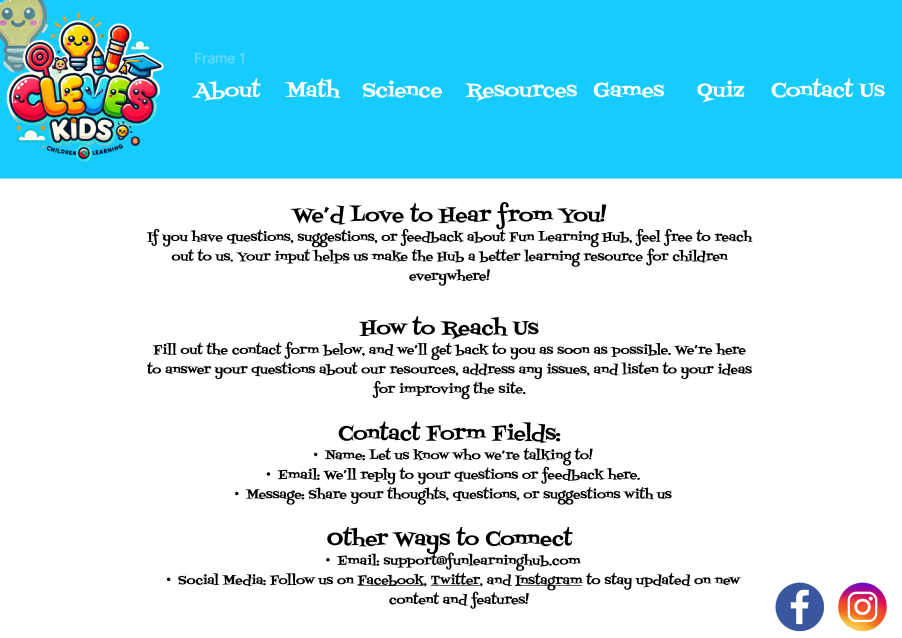 CLEVES
KIDS
CHILDREN LEARNING
Frame 1
About Math Science Resources Games Quiz Contact Us
We'd Love to Hear from You!
If you have questions, suggestions, or feedback about Fun Learning Hub, feel free to reach
out to us. Your input helps us make the Hub a better learning resource for children
everywhere!
How to Reach Us
Fill out the contact form below, and we'll get back to you as soon as possible. We're here
to answer your questions about our resources, address any issues, and listen to your ideas
for improving the site.
Contact Form Fields:
• Name: Let us know who we're talking to!
• Email: We'll reply to your questions or feedback here.
• Message: Share your thoughts, questions, or suggestions with us
Other Ways to Connect
• Email: support@funlearninghub.com
• Social Media: Follow us on Facebook, Twitter, and Instagram to stay updated on new
content and features!